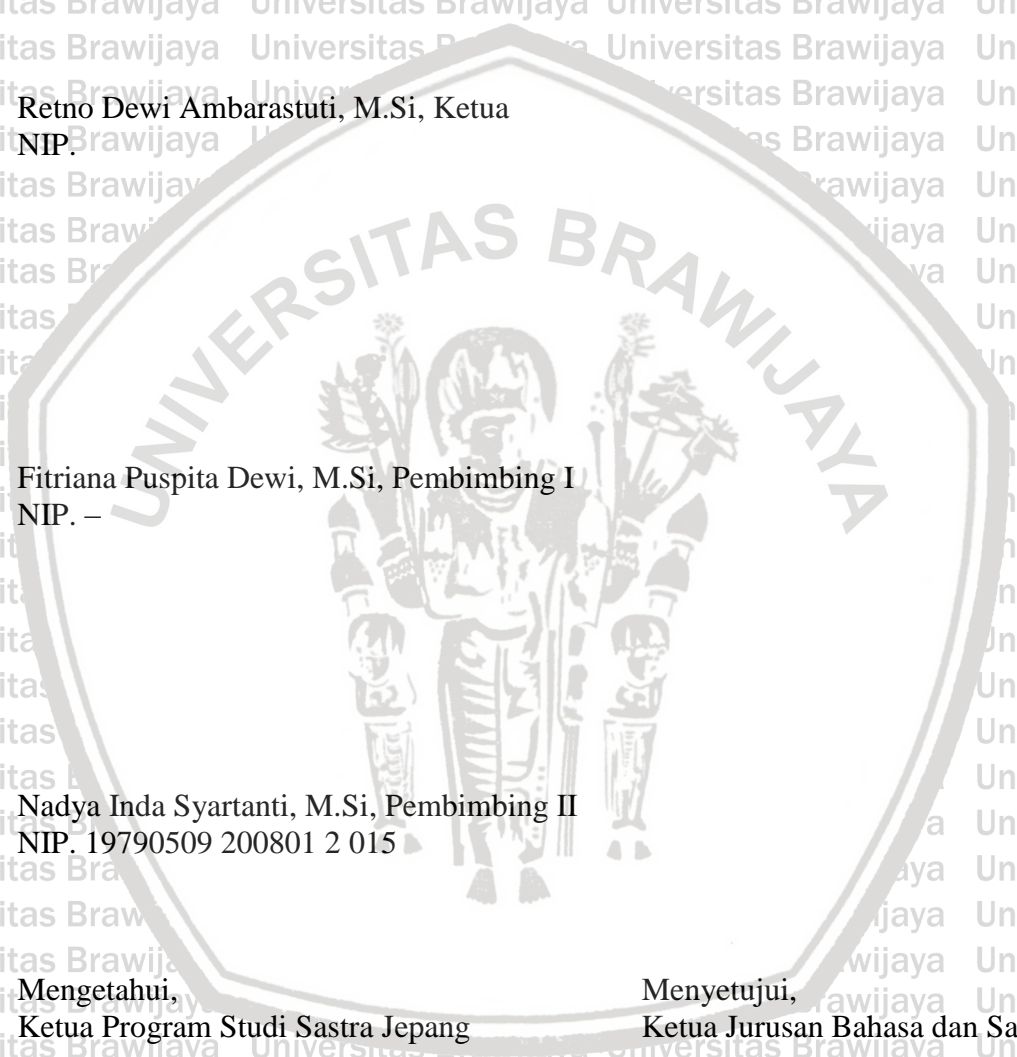 Retno Dewi Ambarastuti, M.Si, Ketua
NIP.
UNIVERSITAS BRAWIJAYA
Fitriana Puspita Dewi, M.Si, Pembimbing I
NIP. –
Nadya Inda Syartanti, M.Si, Pembimbing II
NIP. 19790509 200801 2 015
Mengetahui, Menyetujui,
Ketua Program Studi Sastra Jepang Ketua Jurusan Bahasa dan Sa